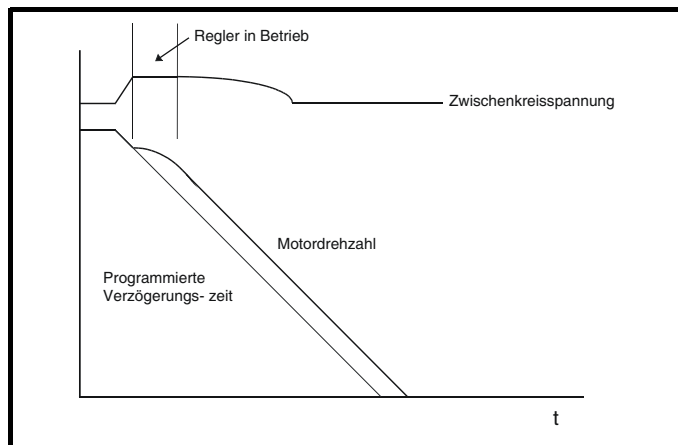 Regler in Betrieb
Zwischenkreisspannung
Motordrehzahl
Programmierte
Verzögerungs- zeit
t